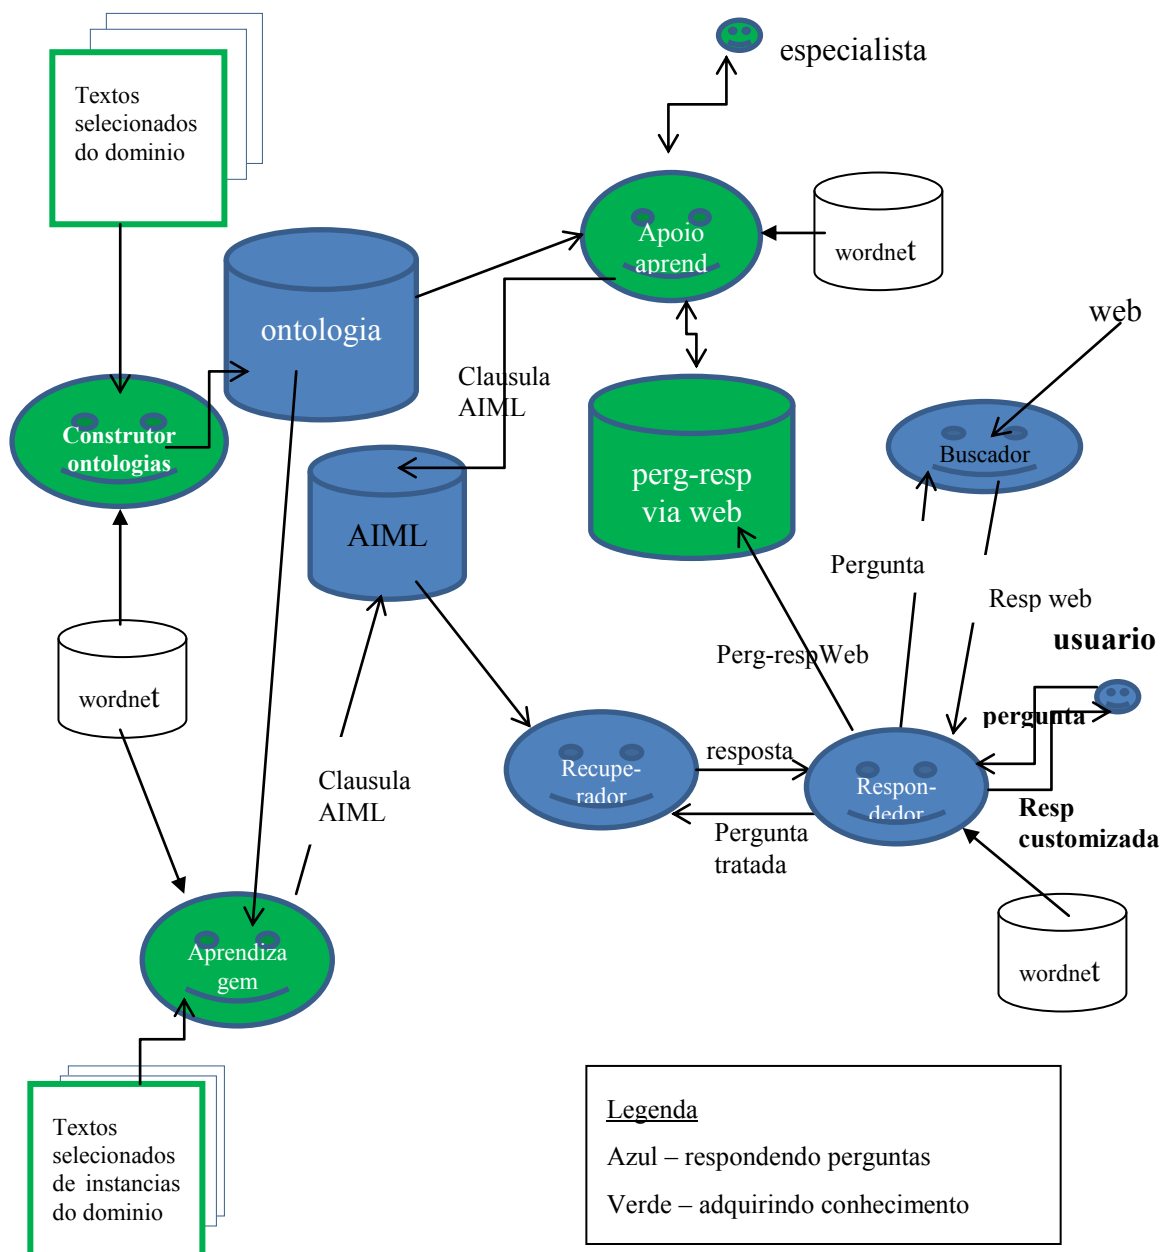 especialista
Textos
selecionados
do dominio
Apoio
aprend
wordnet
ontologia
web
Clausula
AIML
Construtor
ontologias
Buscador
perg-resp
via web
AIML
Pergunta
Resp web
usuario
Perg-respWeb
wordnet
pergunta
resposta
Recupe-
rador
Respon-
dedor
Clausula
AIML
Resp
customizada
Pergunta
tratada
Aprendiza
gem
wordnet
Textos
selecionados
de instancias
do dominio
Legenda
Azul – respondendo perguntas
Verde – adquirindo conhecimento